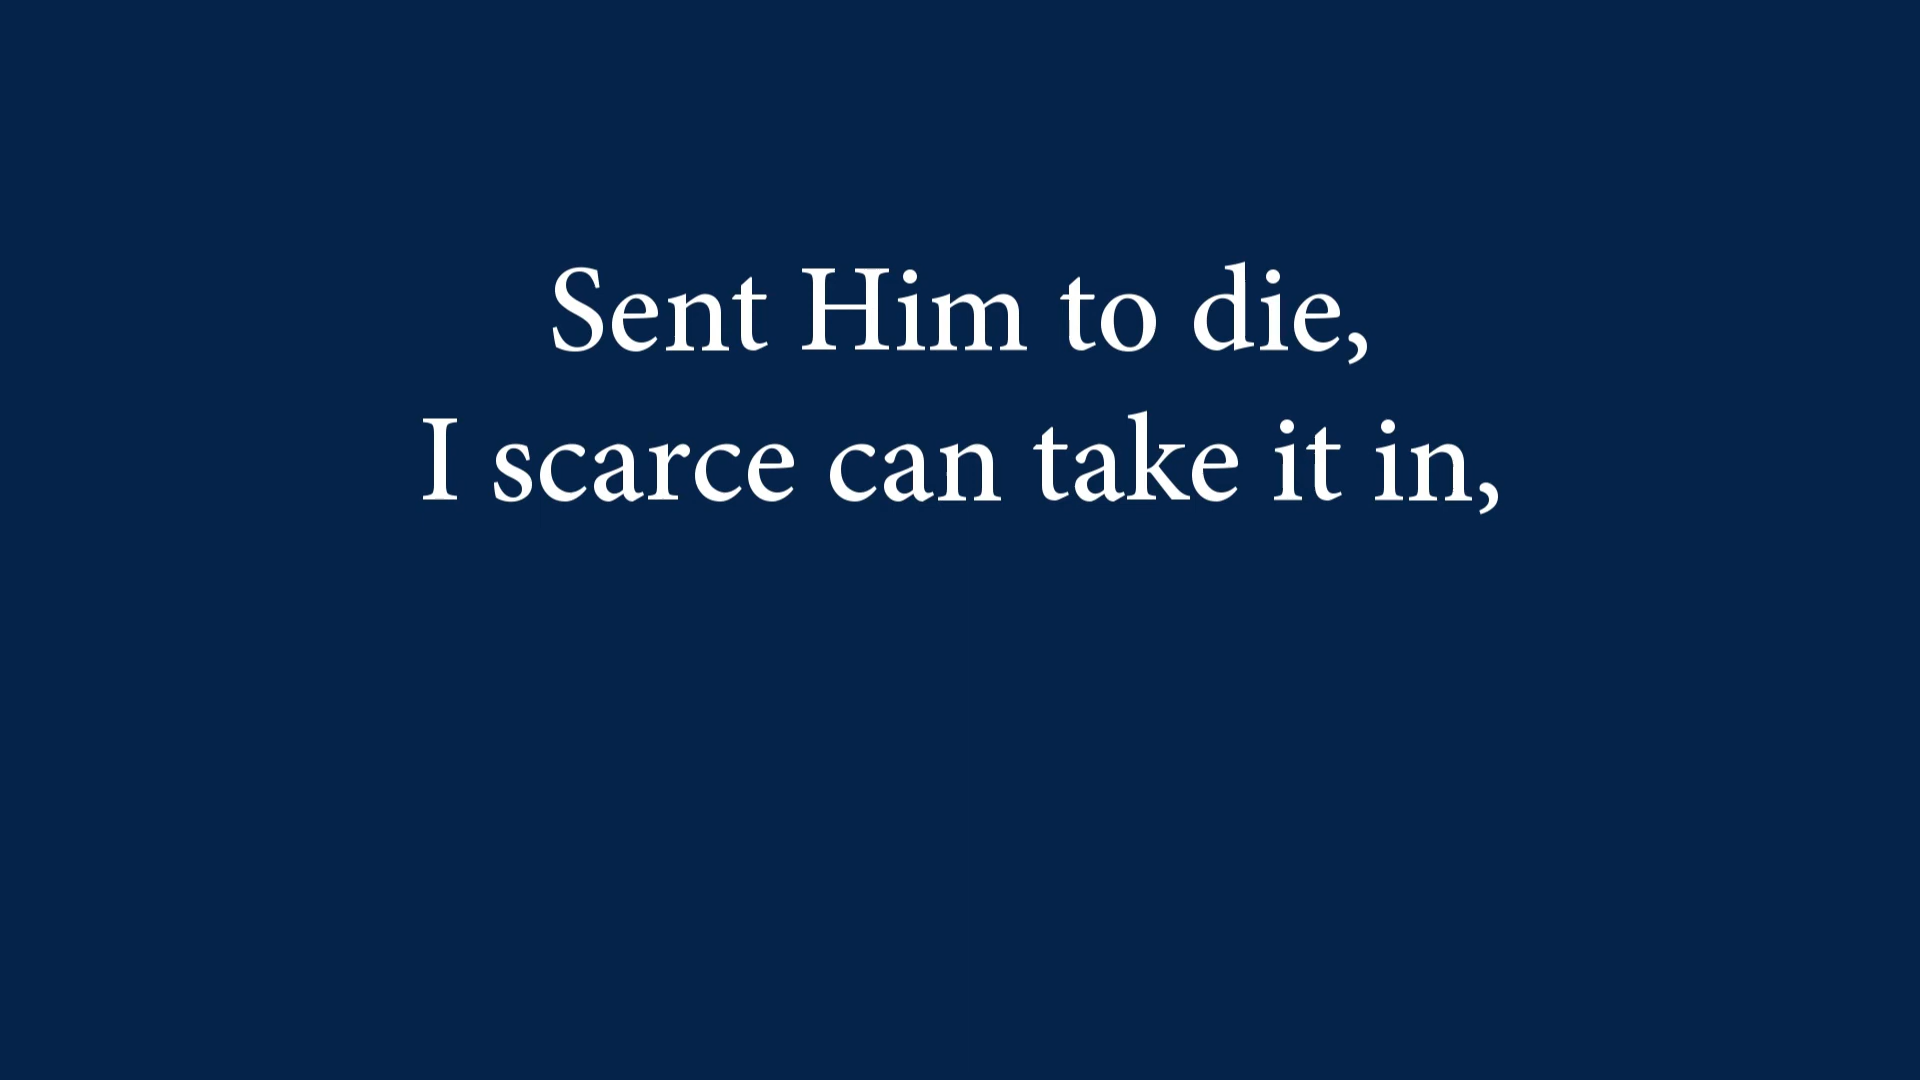 Sent Him to die,
I scarce can take it in,